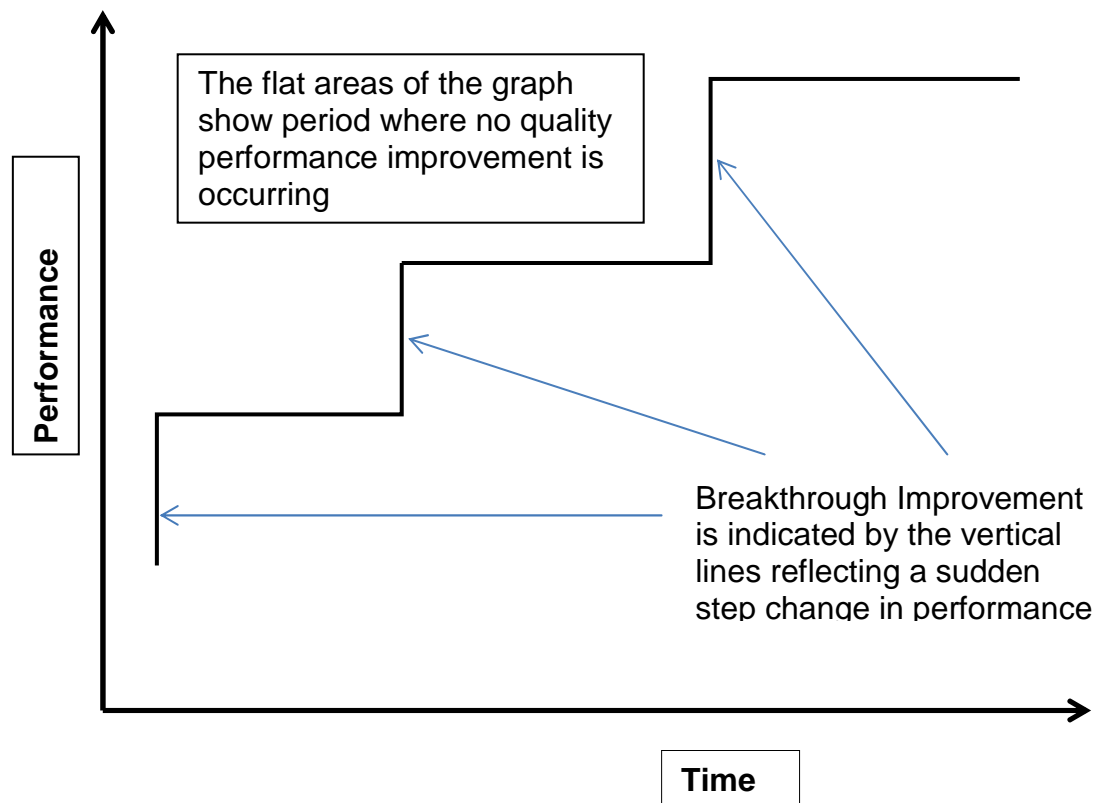 The flat areas of the graph
show period where no quality
performance improvement is
occurring
Performance
Breakthrough Improvement
is indicated by the vertical
lines reflecting a sudden
step change in performance
Time